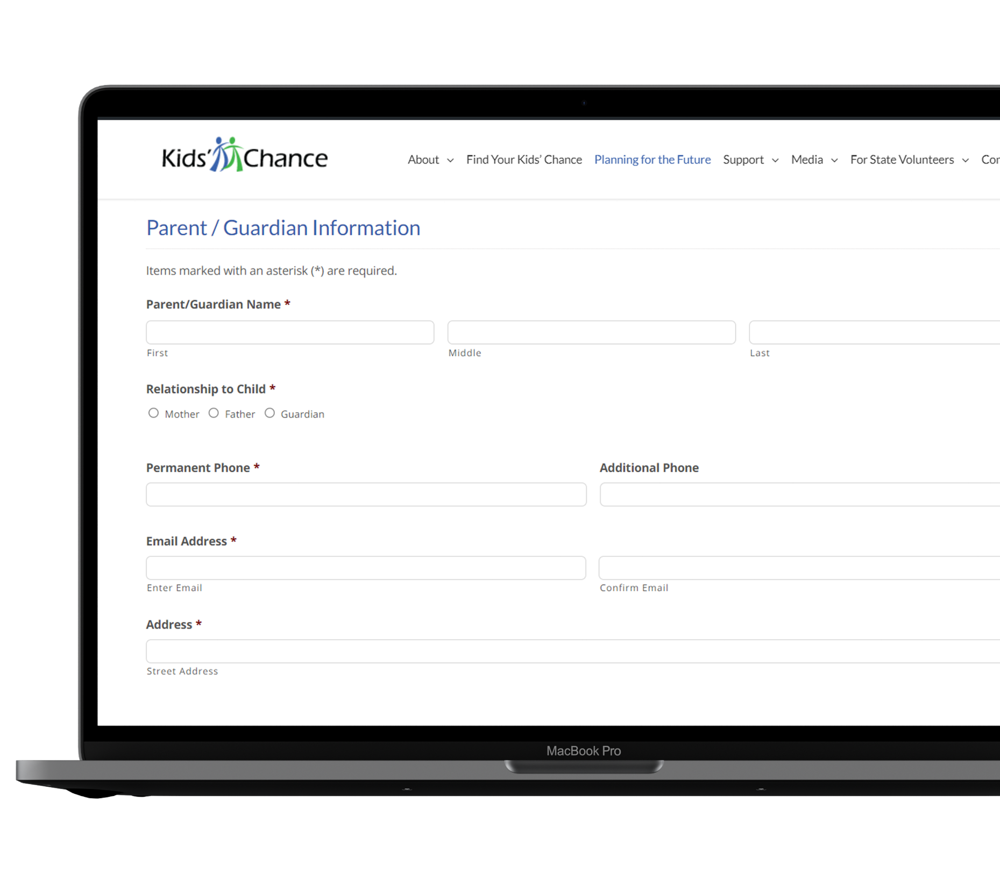 Kids' Chance
About Find Your Kids' Chance Planning for the Future Support Media For State Volunteers
Parent / Guardian Information
Items marked with an asterisk (*) are required.
Parent/Guardian Name *
First Middle Last
Relationship to Child *
Mother Father Guardian
Permanent Phone * Additional Phone
Email Address *
Enter Email Confirm Email
Address *
Street Address
MacBook Pro